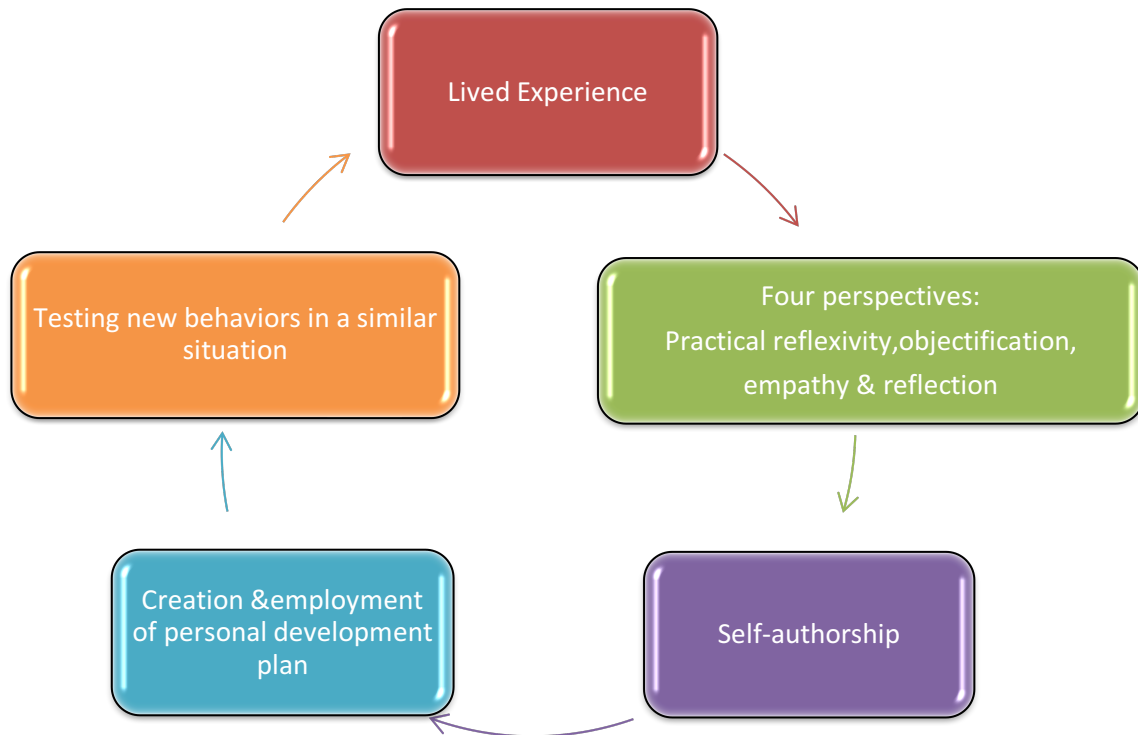 Lived Experience
Four perspectives:
Practical reflexivity,objectification,
empathy & reflection
Self-authorship
Creation &employment
of personal development
plan
Testing new behaviors in a similar
situation